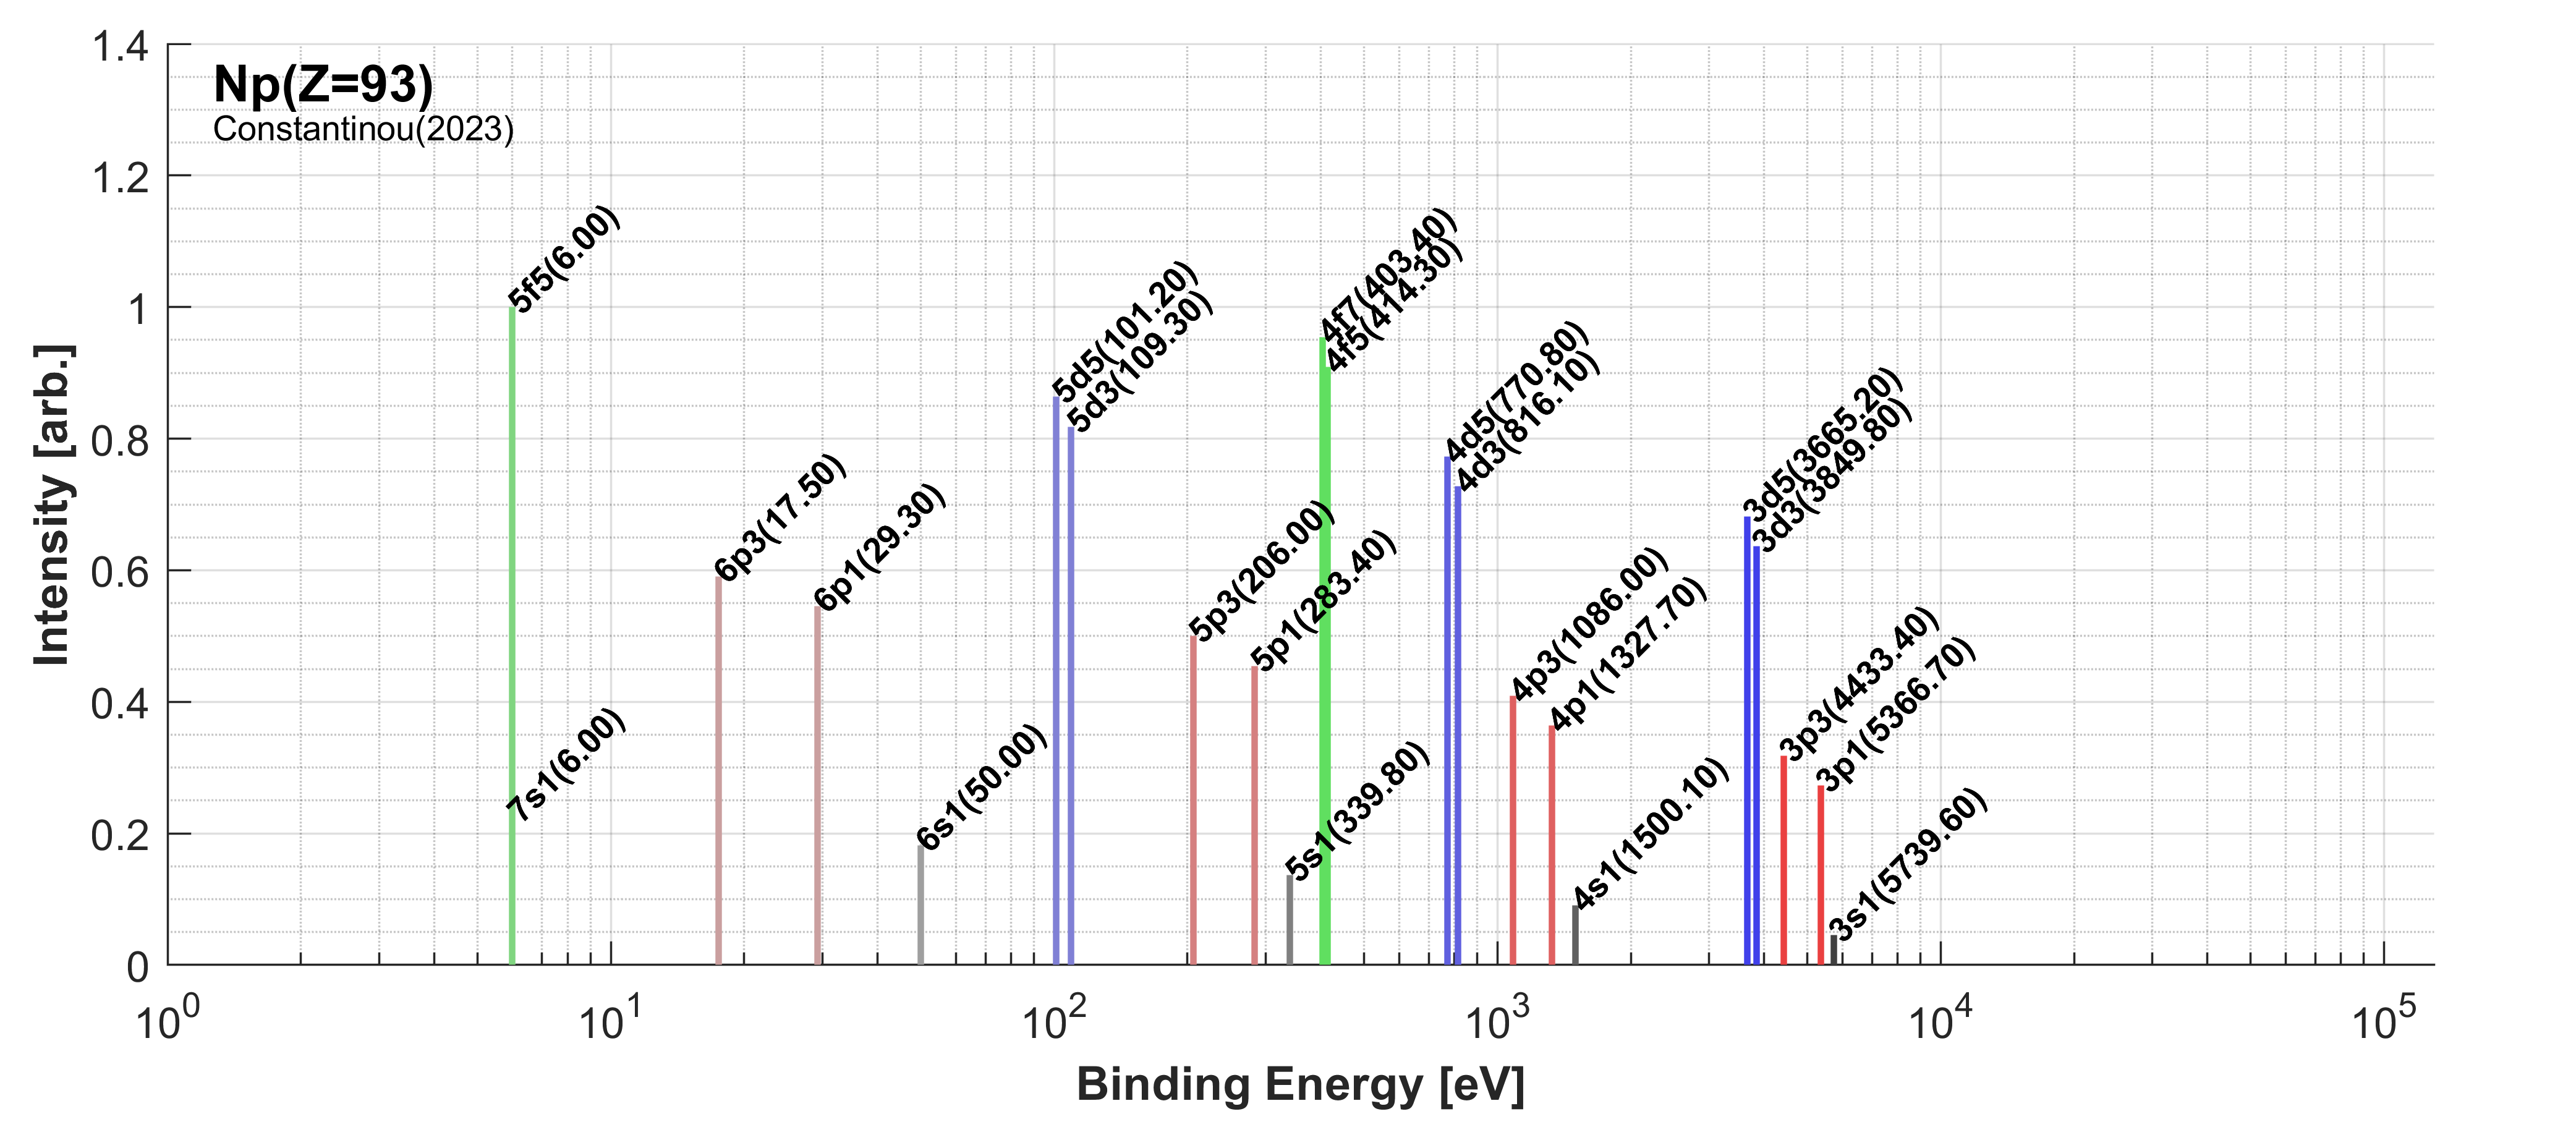 Np(Z=93)
Constantinou(2023)
Intensity [arb.]
1.4
1.2
1
0.8
0.6
0.4
0.2
0
5f5(6.00)
7s1(6.00)
6p3(17.50)
6p1(29.30)
6s1(50.00)
5d5(101.20)
5d3(109.30)
5p3(206.00)
5p1(283.40)
5s1(339.80)
4f7(403.40)
4f5(414.30)
4d5(770.80)
4d3(816.10)
4p3(1086.00)
4p1(1327.70)
4s1(1500.10)
3d5(3665.20)
3d3(3849.80)
3p3(4433.40)
3p1(5366.70)
3s1(5739.60)
10^0 10^1 10^2 10^3 10^4 10^5
Binding Energy [eV]